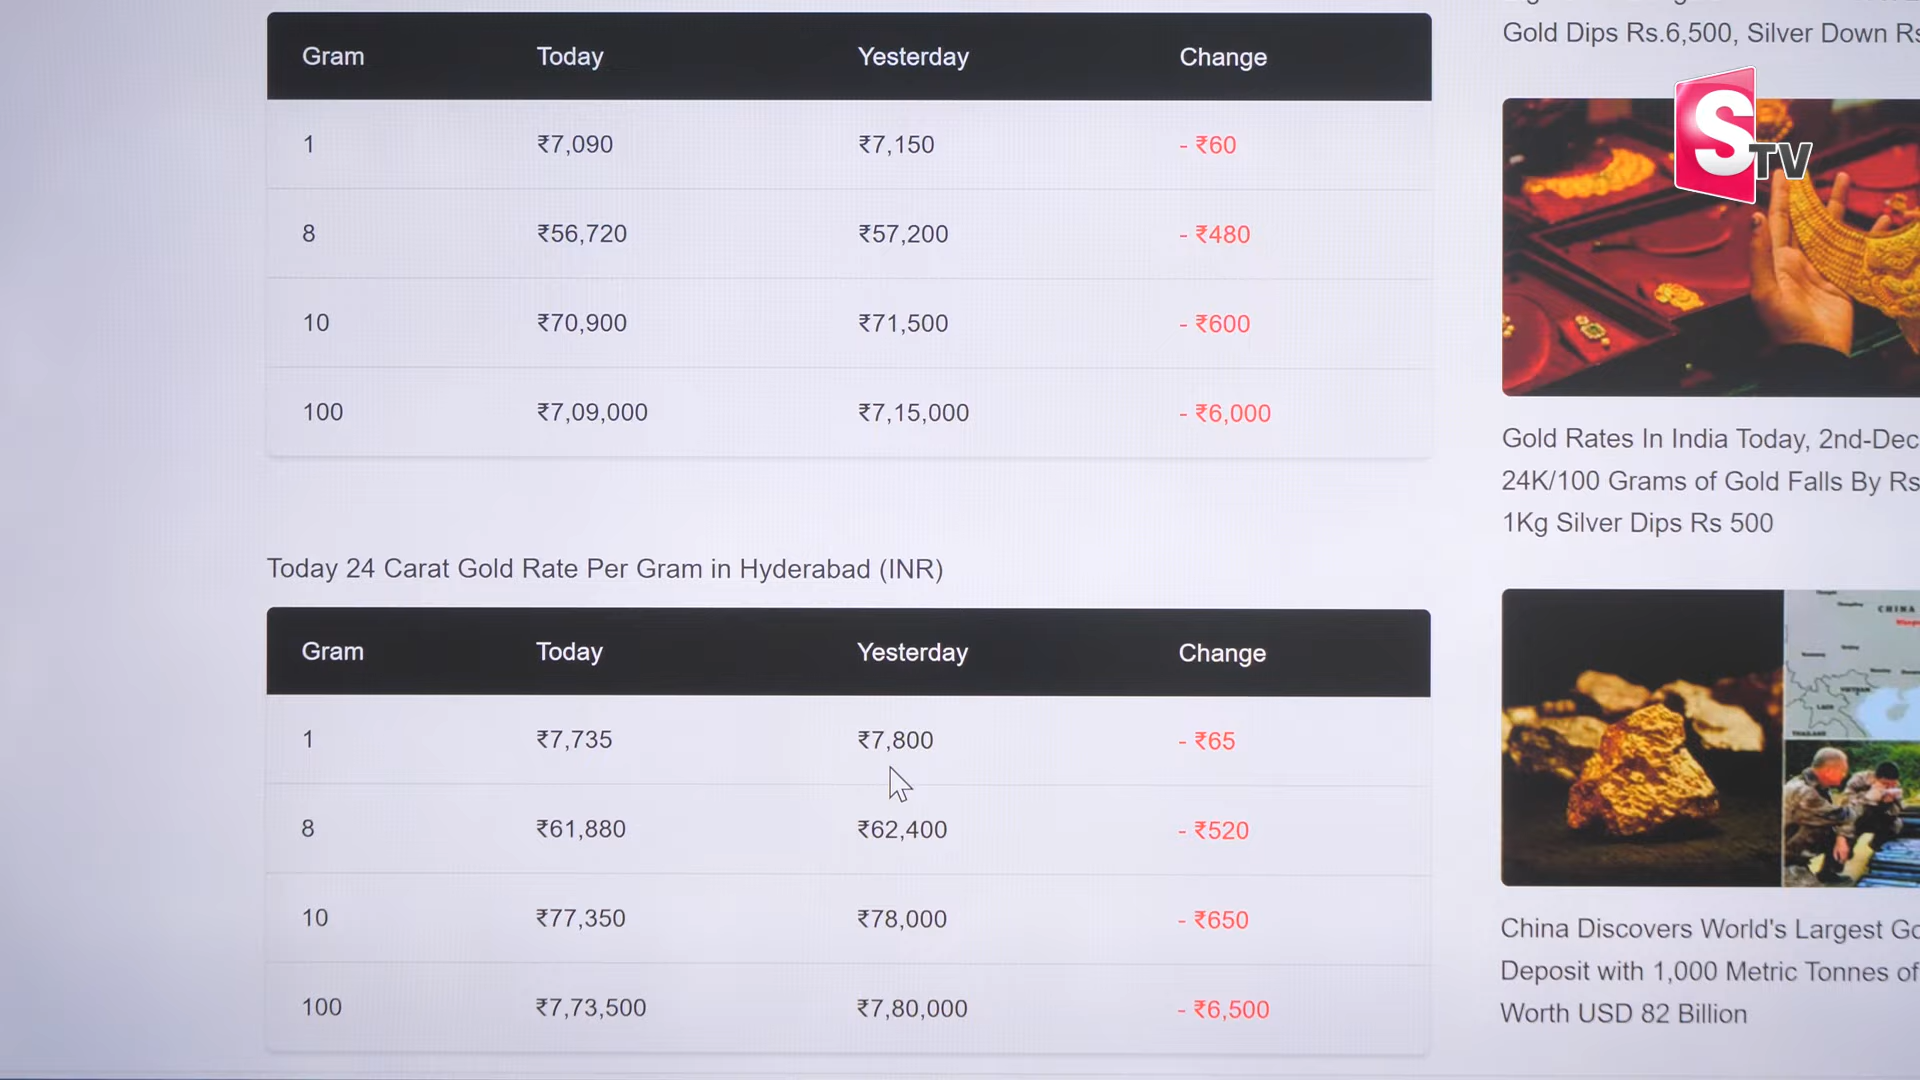 Gram Today Yesterday Change
1 ₹7,090 ₹7,150 - ₹60
8 ₹56,720 ₹57,200 - ₹480
10 ₹70,900 ₹71,500 - ₹600
100 ₹7,09,000 ₹7,15,000 - ₹6,000
Today 24 Carat Gold Rate Per Gram in Hyderabad (INR)
Gram Today Yesterday Change
1 ₹7,735 ₹7,800 - ₹65
8 ₹61,880 ₹62,400 - ₹520
10 ₹77,350 ₹78,000 - ₹650
100 ₹7,73,500 ₹7,80,000 - ₹6,500
Gold Dips Rs.6,500, Silver Down Rs
STV
Gold Rates In India Today, 2nd-Dec
24K/100 Grams of Gold Falls By Rs
1Kg Silver Dips Rs 500
CHINA
China Discovers World's Largest Go
Deposit with 1,000 Metric Tonnes of
Worth USD 82 Billion